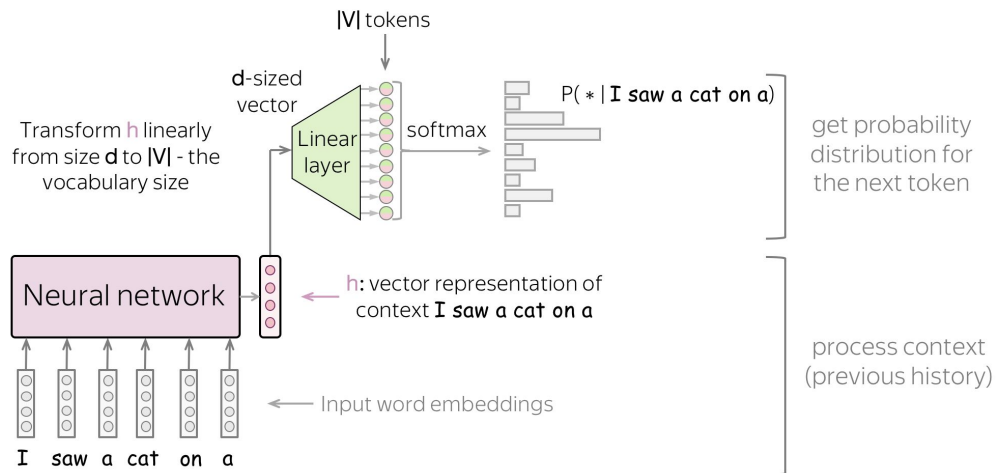 |V| tokens
d-sized
vector
Transform h linearly
from size d to |V| - the
vocabulary size
Linear
layer
softmax
P( * | I saw a cat on a)
get probability
distribution for
the next token
Neural network
h: vector representation of
context I saw a cat on a
process context
(previous history)
Input word embeddings
I saw a cat on a